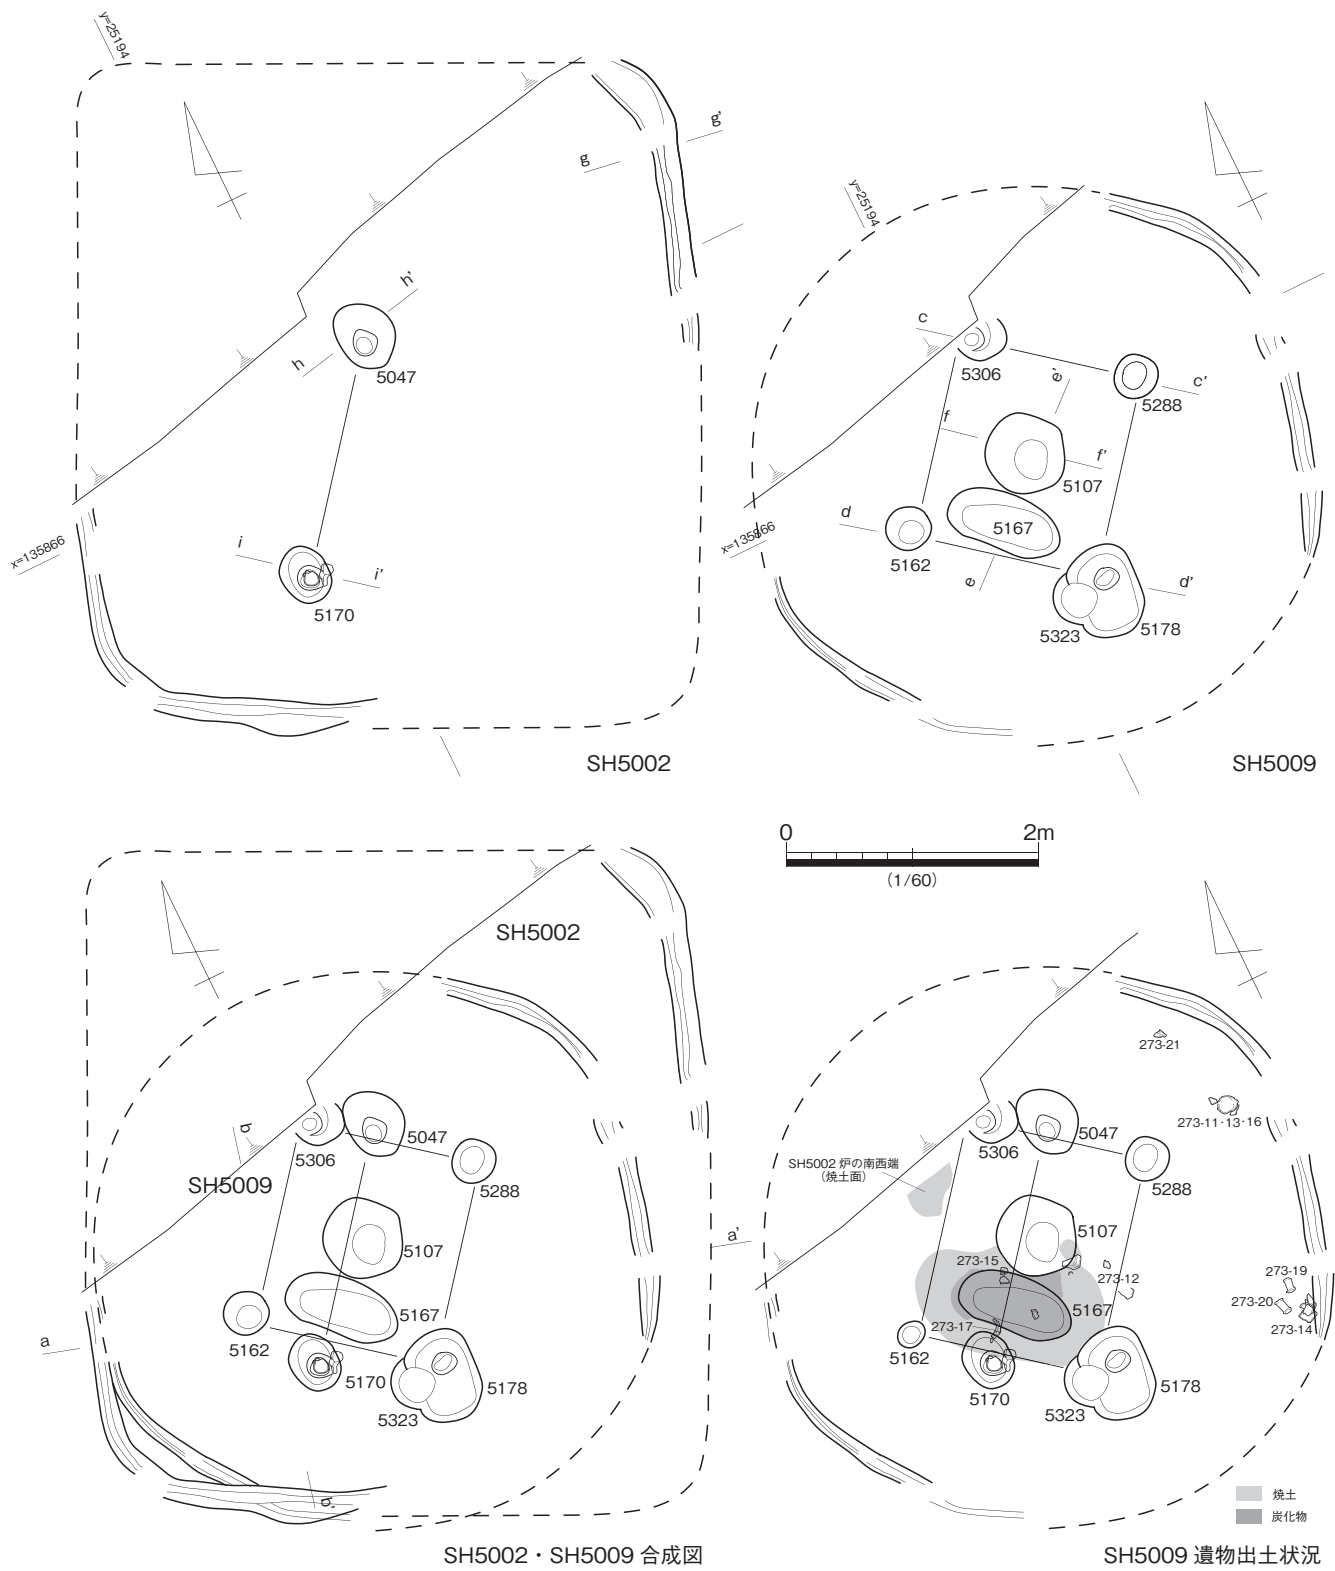 y=25194
g'
g
h'
h
5047
i
i'
5170
x=135866
SH5002
y=25194
c
5306
e'
c'
5288
f
f'
5107
d
5167
x=135866
5162
e
d'
5323
5178
SH5009
0 2m
(1/60)
SH5002
b
5047
5306
SH5009
5288
a'
5107
5167
a
5162
5170
5178
5323
b'
SH5002・SH5009 合成図
273-21
273-11・13・16
5047
5306
SH5002 炉の南西端
(焼土面)
5288
5107
273-15
273-12
273-19
273-20
5167
273-17
273-14
5162
5170
5178
5323
焼土
炭化物
SH5009 遺物出土状況